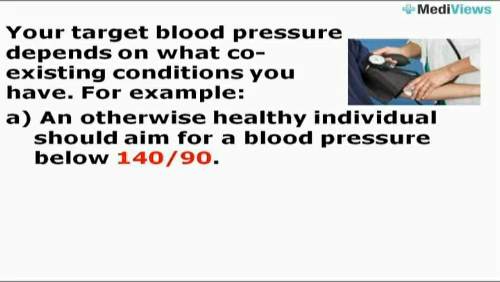 MediViews
Your target blood pressure
depends on what co-
existing conditions you
have. For example:
a) An otherwise healthy individual
should aim for a blood pressure
below 140/90.